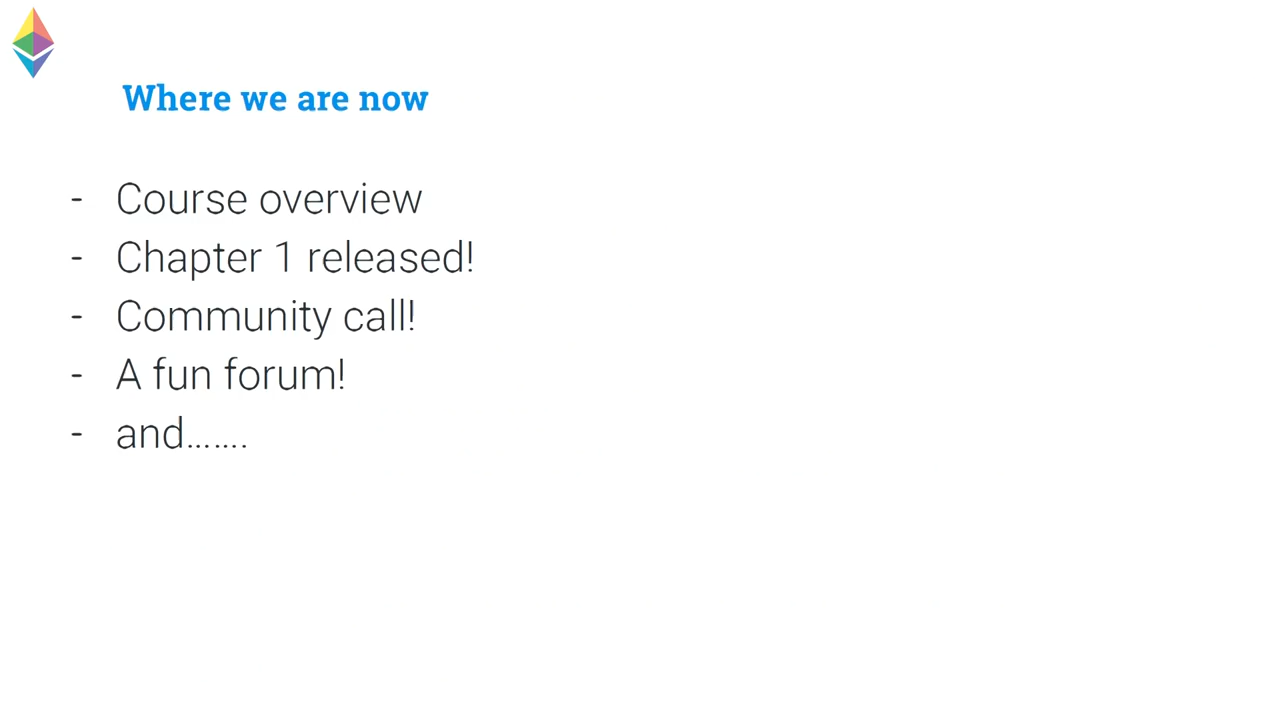 Where we are now
- Course overview
- Chapter 1 released!
- Community call!
- A fun forum!
- and.......